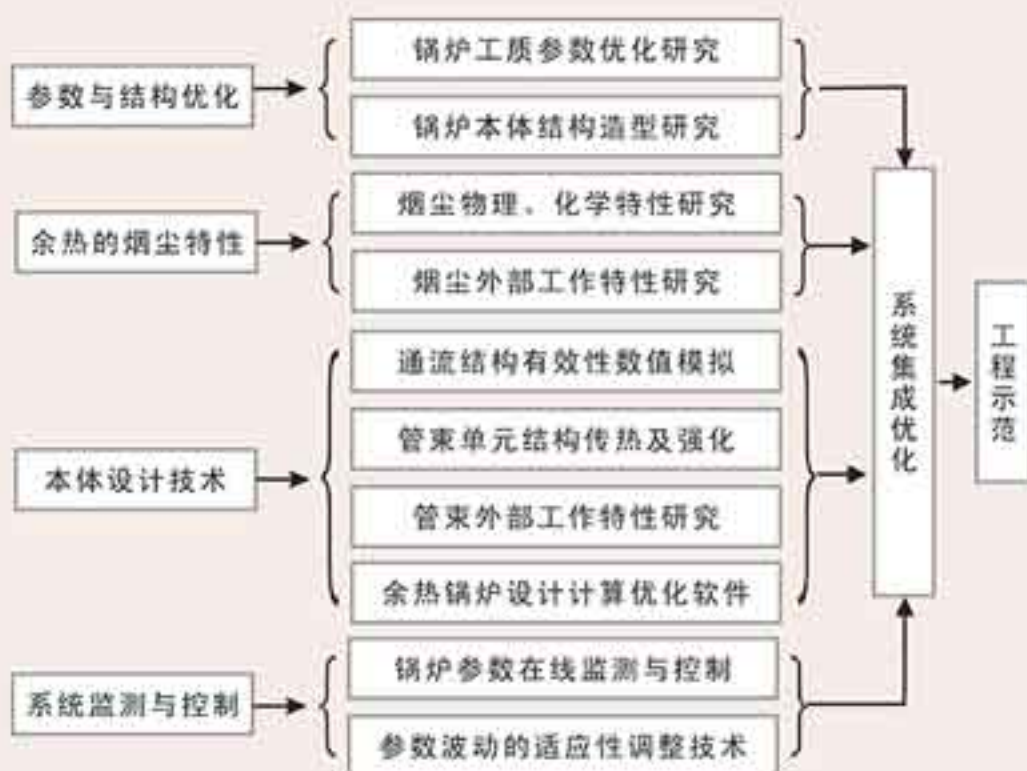 参数与结构优化
锅炉工质参数优化研究
锅炉本体结构造型研究
余热的烟尘特性
烟尘物理、化学特性研究
烟尘外部工作特性研究
本体设计技术
通流结构有效性数值模拟
管束单元结构传热及强化
管束外部工作特性研究
余热锅炉设计计算优化软件
系统监测与控制
锅炉参数在线监测与控制
参数波动的适应性调整技术
系统集成优化
工程示范